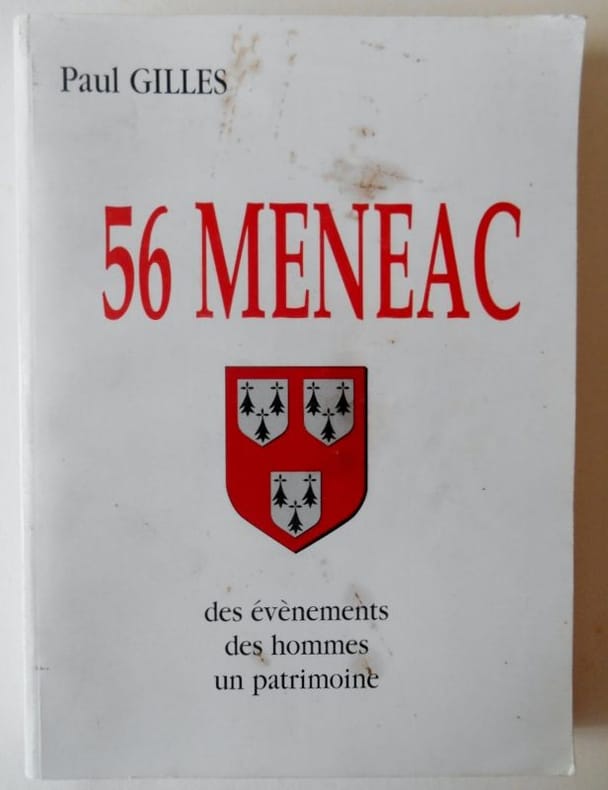 Paul GILLES
56 MENEAC
des évènements
des hommes
un patrimoine